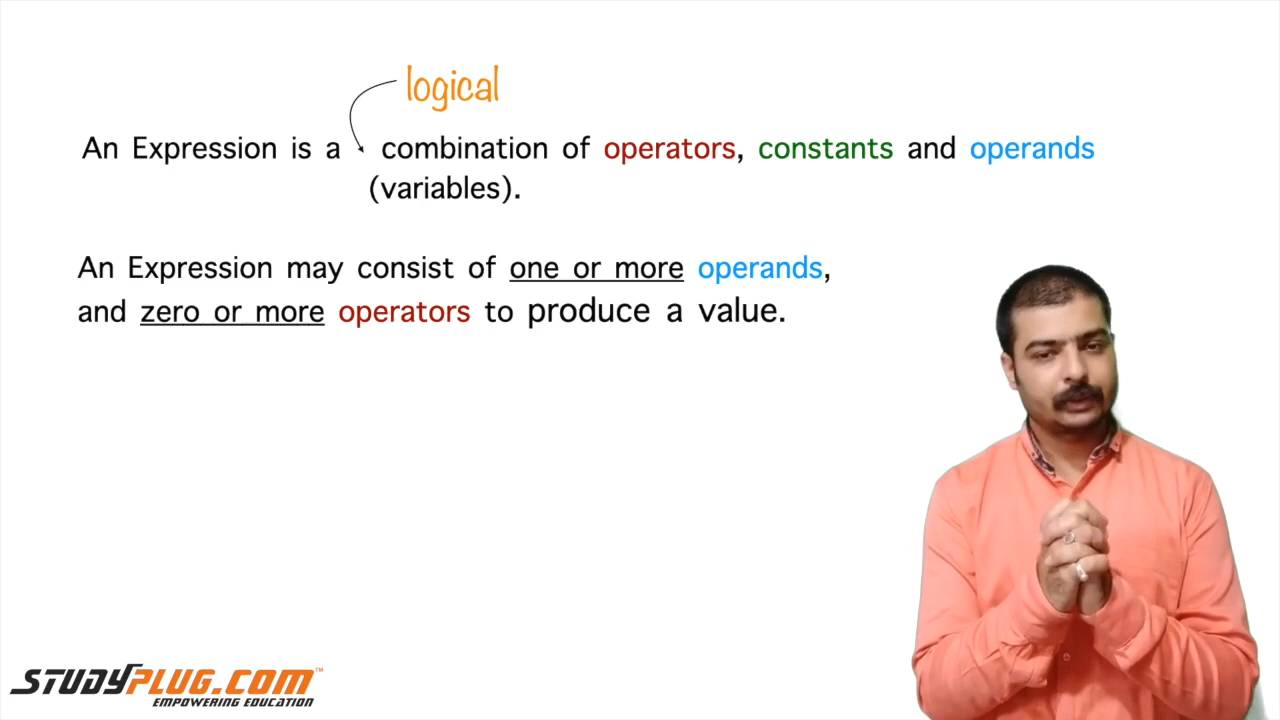 logical
An Expression is a combination of operators, constants and operands
(variables).
An Expression may consist of one or more operands,
and zero or more operators to produce a value.
STUDYPLUG.COM™
EMPOWERING EDUCATION